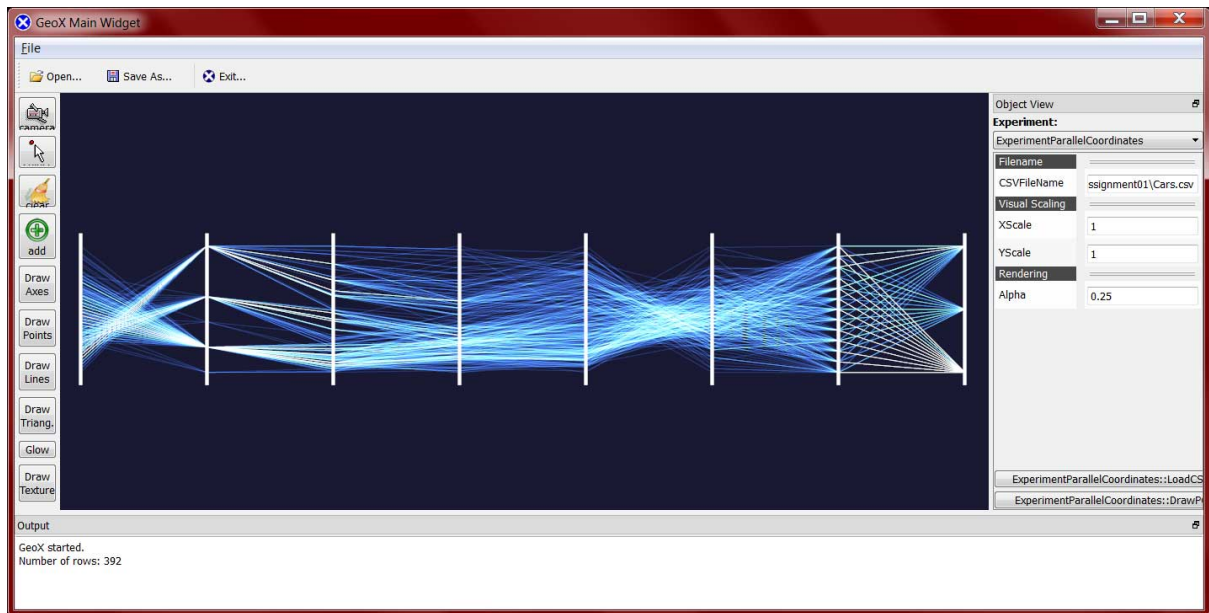 GeoX Main Widget
File
Open...
Save As...
Exit...
camera
clear
add
Draw
Axes
Draw
Points
Draw
Lines
Draw
Triang.
Glow
Draw
Texture
Object View
Experiment:
ExperimentParallelCoordinates
Filename
CSVFileName ssignment01\Cars.csv
Visual Scaling
XScale 1
YScale 1
Rendering
Alpha 0.25
ExperimentParallelCoordinates::LoadCS
ExperimentParallelCoordinates::DrawP
Output
GeoX started.
Number of rows: 392